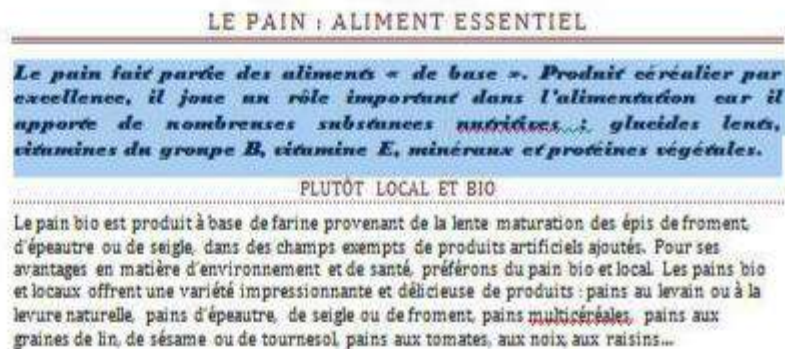 LE PAIN : ALIMENT ESSENTIEL
Le pain fait partie des aliments « de base ». Produit céréalier par
excellence, il joue un rôle important dans l'alimentation car il
apporte de nombreuses substances nutritives : glucides lents,
vitamines du groupe B, vitamine E, minéraux et protéines végétales.
PLUTÔT LOCAL ET BIO
Le pain bio est produit à base de farine provenant de la lente maturation des épis de froment,
d'épeautre ou de seigle, dans des champs exempts de produits artificiels ajoutés. Pour ses
avantages en matière d'environnement et de santé, préférons du pain bio et local. Les pains bio
et locaux offrent une variété impressionnante et délicieuse de produits : pains au levain ou à la
levure naturelle, pains d'épeautre, de seigle ou de froment, pains multicéréales, pains aux
graines de lin, de sésame ou de tournesol, pains aux tomates, aux noix, aux raisins...